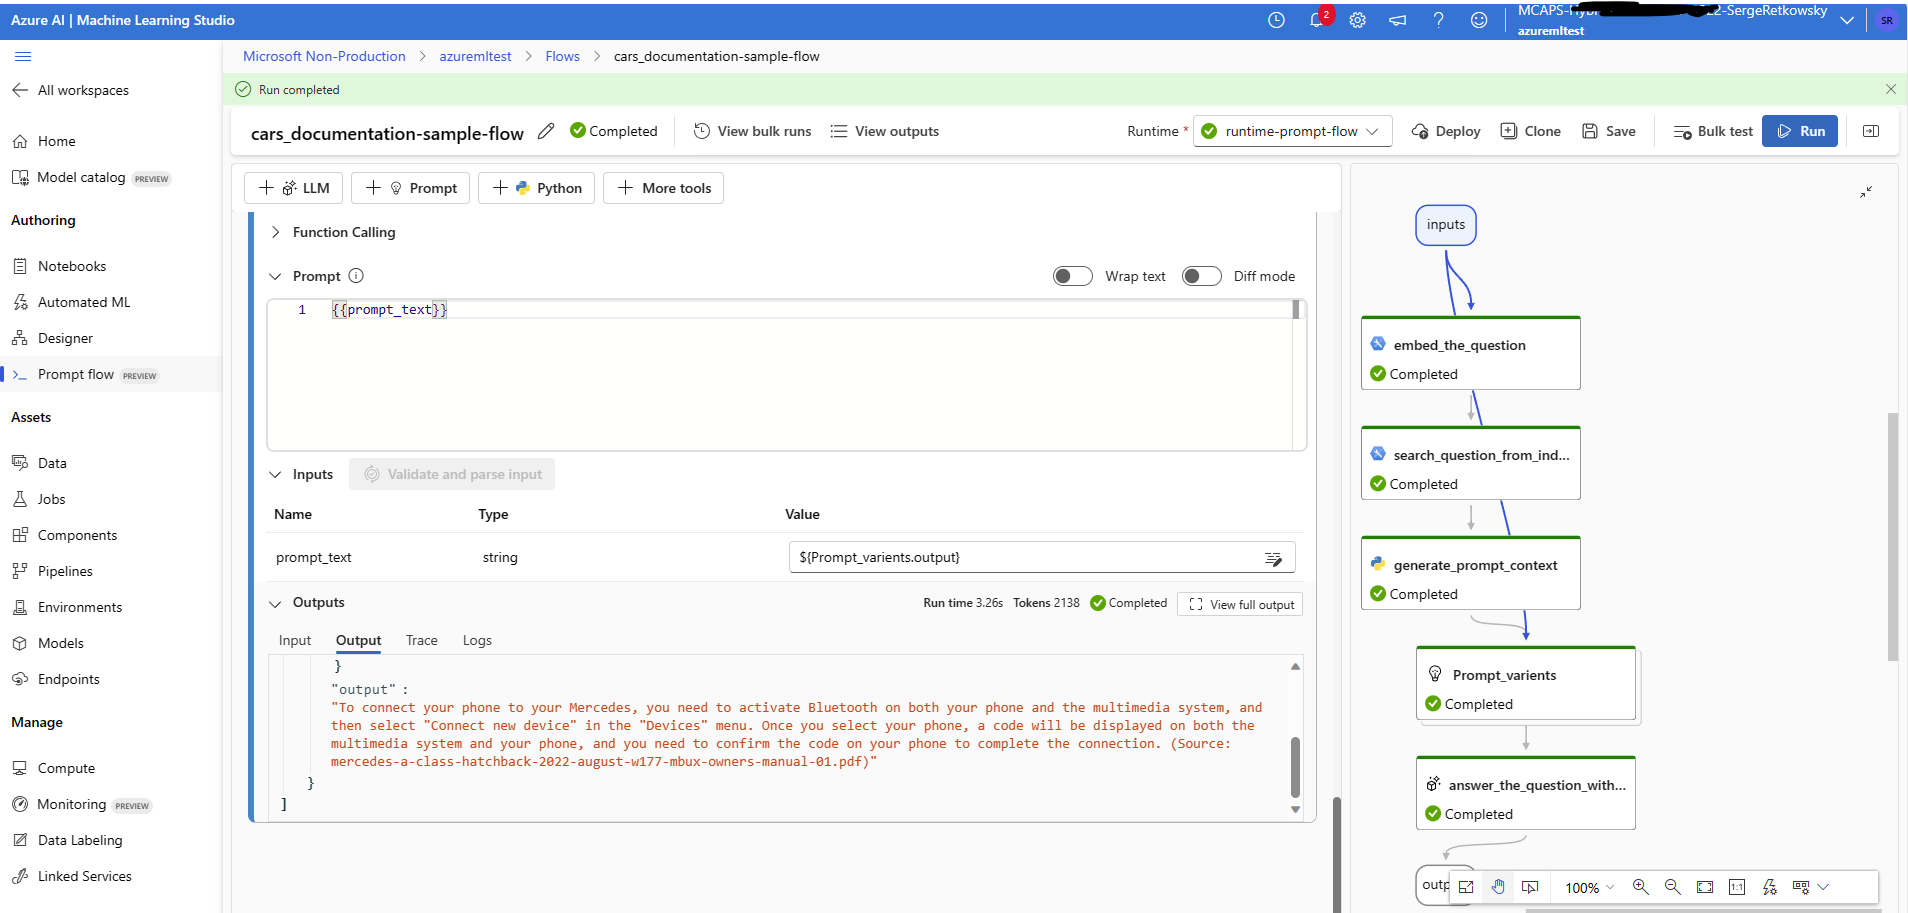 Azure AI | Machine Learning Studio
2
SergeRetkowsky
azuremltest
SR
Microsoft Non-Production > azuremltest > Flows > cars_documentation-sample-flow
All workspaces
Home
Model catalog PREVIEW
Authoring
Notebooks
Automated ML
Designer
Prompt flow PREVIEW
Assets
Data
Jobs
Components
Pipelines
Environments
Models
Endpoints
Manage
Compute
Monitoring PREVIEW
Data Labeling
Linked Services
Run completed
cars_documentation-sample-flow
Completed
View bulk runs
View outputs
Runtime *
runtime-prompt-flow
Deploy
Clone
Save
Bulk test
Run
LLM
Prompt
Python
More tools
Function Calling
Prompt
Wrap text
Diff mode
1 {{prompt_text}}
Inputs
Validate and parse input
Name Type Value
prompt_text string ${Prompt_varients.output}
Outputs
Run time 3.26s Tokens 2138 Completed
View full output
Input Output Trace Logs
}
"output" :
"To connect your phone to your Mercedes, you need to activate Bluetooth on both your phone and the multimedia system, and
then select "Connect new device" in the "Devices" menu. Once you select your phone, a code will be displayed on both the
multimedia system and your phone, and you need to confirm the code on your phone to complete the connection. (Source:
mercedes-a-class-hatchback-2022-august-w177-mbux-owners-manual-01.pdf)"
}
]
inputs
embed_the_question
Completed
search_question_from_ind...
Completed
generate_prompt_context
Completed
Prompt_varients
Completed
answer_the_question_with...
Completed
outp
100%
1:1